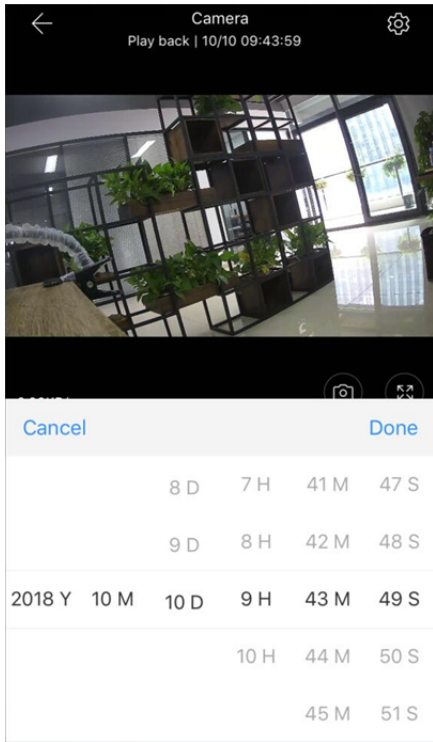 Camera
Play back | 10/10 09:43:59
Cancel Done
8 D 7 H 41 M 47 S
9 D 8 H 42 M 48 S
2018 Y 10 M 10 D 9 H 43 M 49 S
10 H 44 M 50 S
45 M 51 S